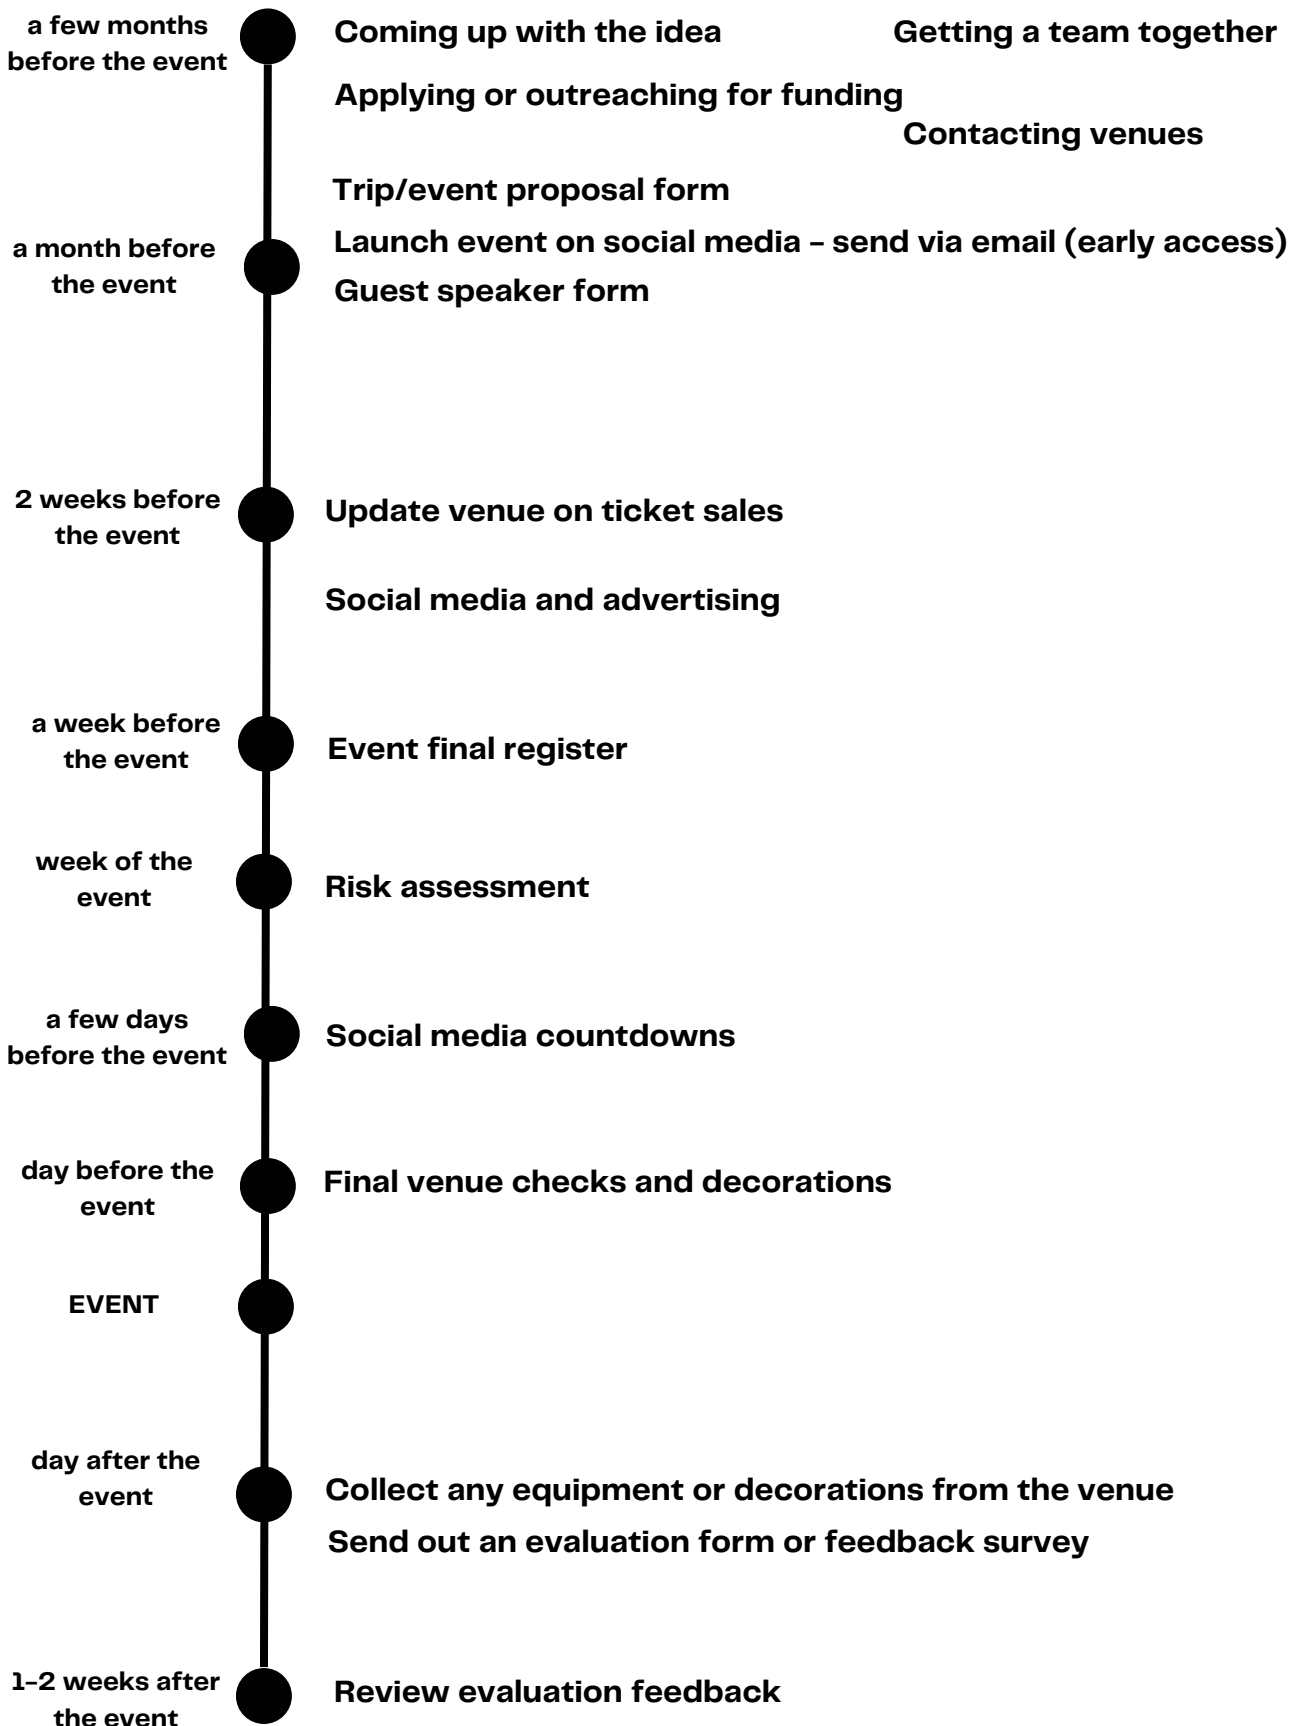 a few months
before the event
Coming up with the idea
Getting a team together
Applying or outreaching for funding
Contacting venues
Trip/event proposal form
a month before
the event
Launch event on social media - send via email (early access)
Guest speaker form
2 weeks before
the event
Update venue on ticket sales
Social media and advertising
a week before
the event
Event final register
week of the
event
Risk assessment
a few days
before the event
Social media countdowns
day before the
event
Final venue checks and decorations
EVENT
day after the
event
Collect any equipment or decorations from the venue
Send out an evaluation form or feedback survey
1-2 weeks after
the event
Review evaluation feedback